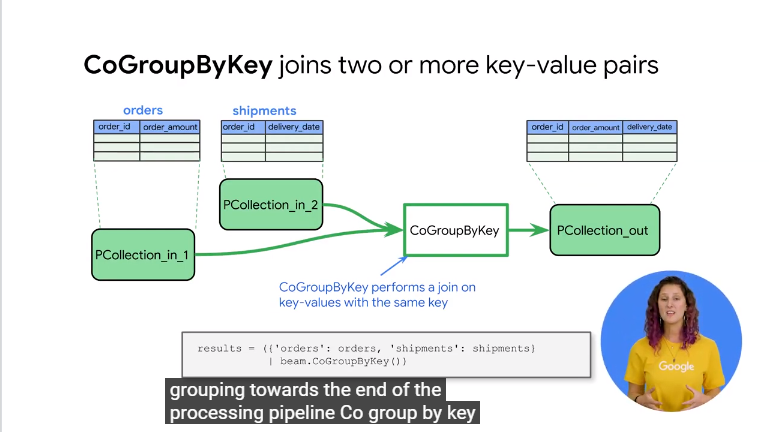 CoGroupByKey joins two or more key-value pairs
orders
shipments
order_id order_amount
order_id delivery_date
order_id order_amount delivery_date
PCollection_in_2
CoGroupByKey
PCollection_out
PCollection_in_1
CoGroupByKey performs a join on
key-values with the same key
results = ({'orders': orders, 'shipments': shipments}
| beam.CoGroupByKey())
Google
grouping towards the end of the
processing pipeline Co group by key